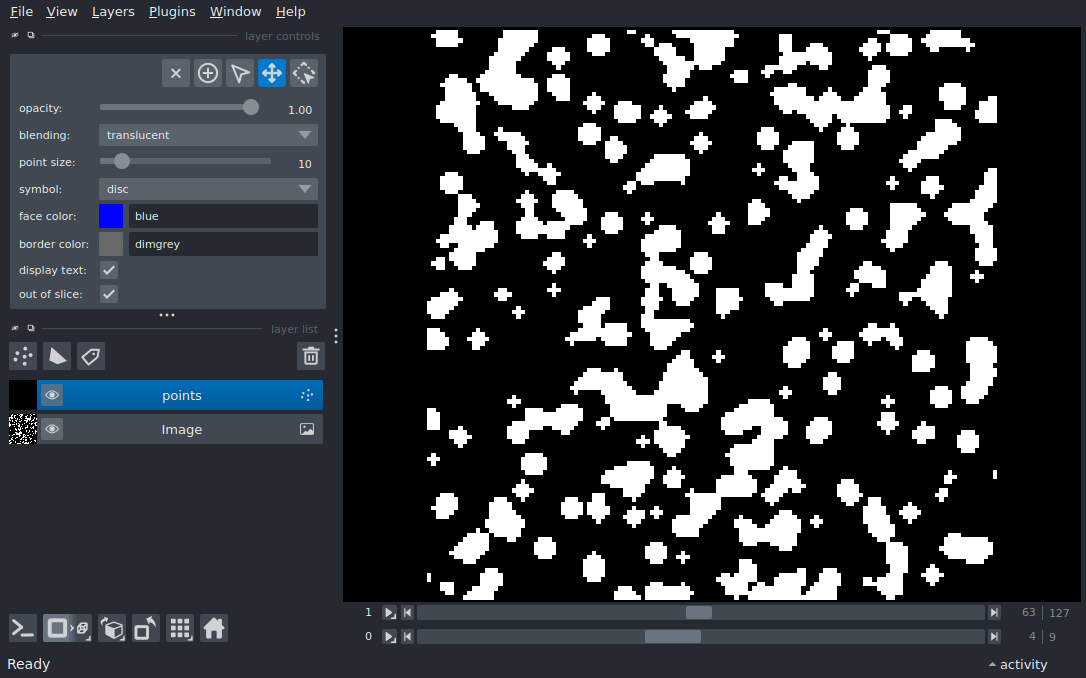 File View Layers Plugins Window Help
layer controls
opacity: 1.00
blending: translucent
point size: 10
symbol: disc
face color: blue
border color: dimgrey
display text:
out of slice:
layer list
points
Image
1 63 127
0 4 9
Ready activity